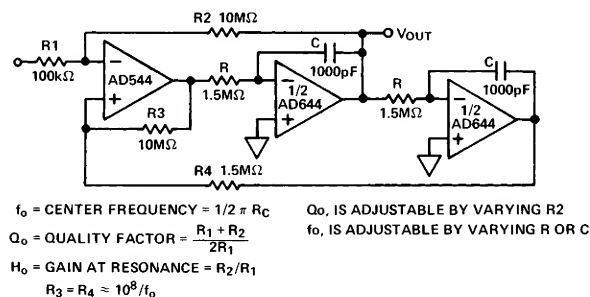 R2 10MΩ
VOUT
R1
100kΩ
AD544
−
+
R3
10MΩ
R
1.5MΩ
C
1000pF
−
1/2
AD644
+
R
1.5MΩ
C
1000pF
−
1/2
AD644
+
R4 1.5MΩ
fo = CENTER FREQUENCY = 1/2 π RC
Qo = QUALITY FACTOR = R1 + R2
2R1
Ho = GAIN AT RESONANCE = R2/R1
R3 = R4 ≈ 10⁸/fo
Qo, IS ADJUSTABLE BY VARYING R2
fo, IS ADJUSTABLE BY VARYING R OR C